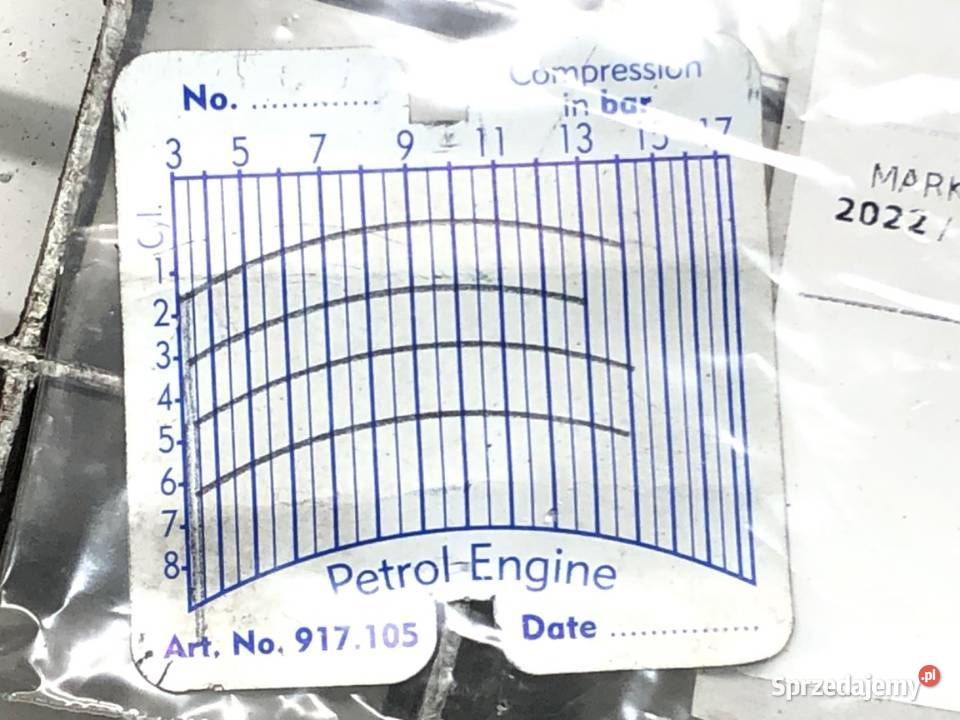 No. ............
Compression
in bar
3 5 7 9 11 13 15 17
Cyl.
1
2
3
4
5
6
7
8
Petrol-Engine
Art. No. 917.105
Date ...............
MARK
2022/
Sprzedajemy.pl